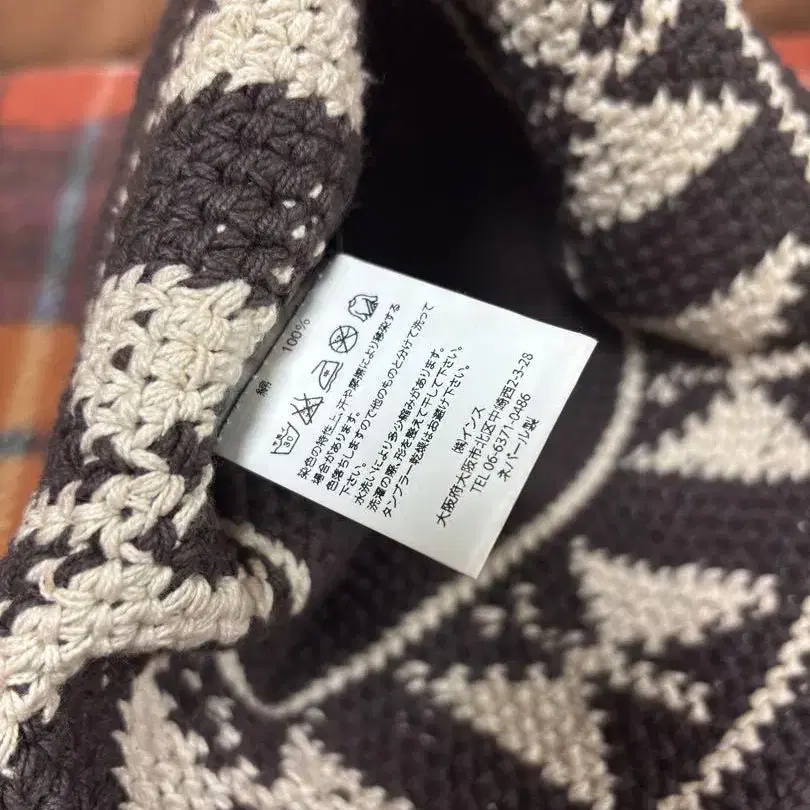 綿 100%
染色の特性上、汗や摩擦により移染する
場合があります。
色落ちしますので他のものと分けて洗って
下さい。
水洗いにより多少縮みがあります。
洗濯の際、形を整えて干して下さい。
タンブラー乾燥はお避け下さい。
㈱インス
大阪府大阪市北区中崎西2-3-28
TEL 06-6371-0486
ネパール製